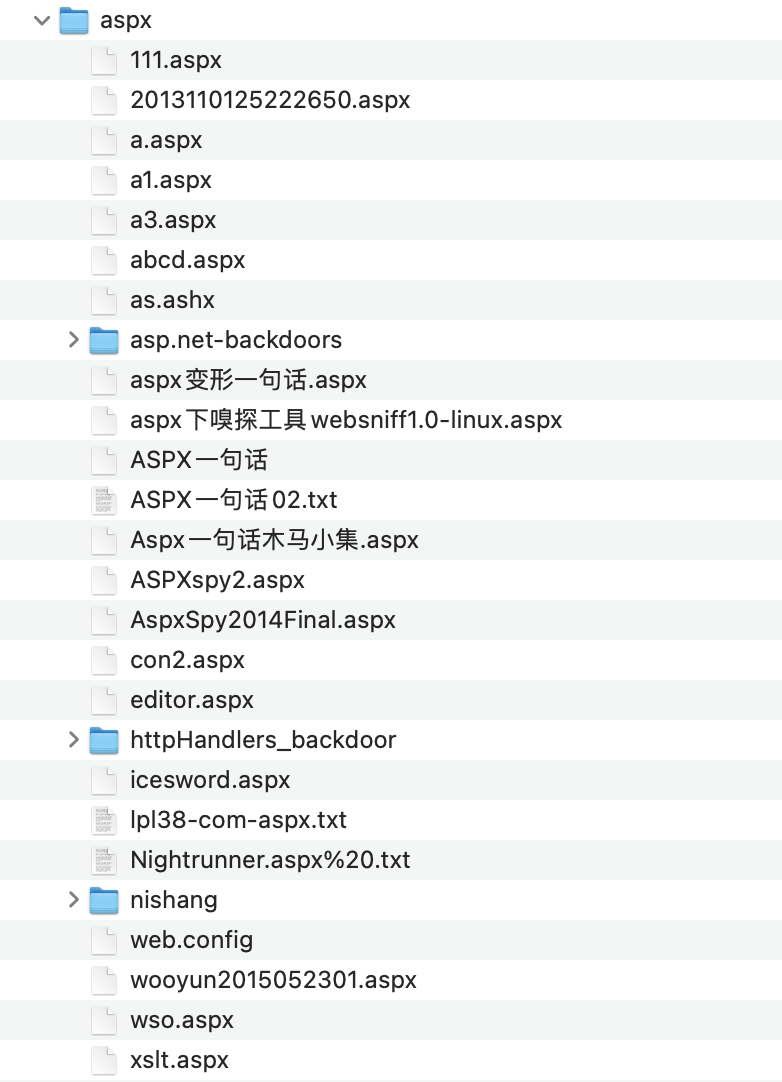 aspx
111.aspx
2013110125222650.aspx
a.aspx
a1.aspx
a3.aspx
abcd.aspx
as.ashx
asp.net-backdoors
aspx变形一句话.aspx
aspx下嗅探工具websniff1.0-linux.aspx
ASPX一句话
ASPX一句话02.txt
Aspx一句话木马小集.aspx
ASPXspy2.aspx
AspxSpy2014Final.aspx
con2.aspx
editor.aspx
httpHandlers_backdoor
icesword.aspx
lpl38-com-aspx.txt
Nightrunner.aspx%20.txt
nishang
web.config
wooyun2015052301.aspx
wso.aspx
xslt.aspx